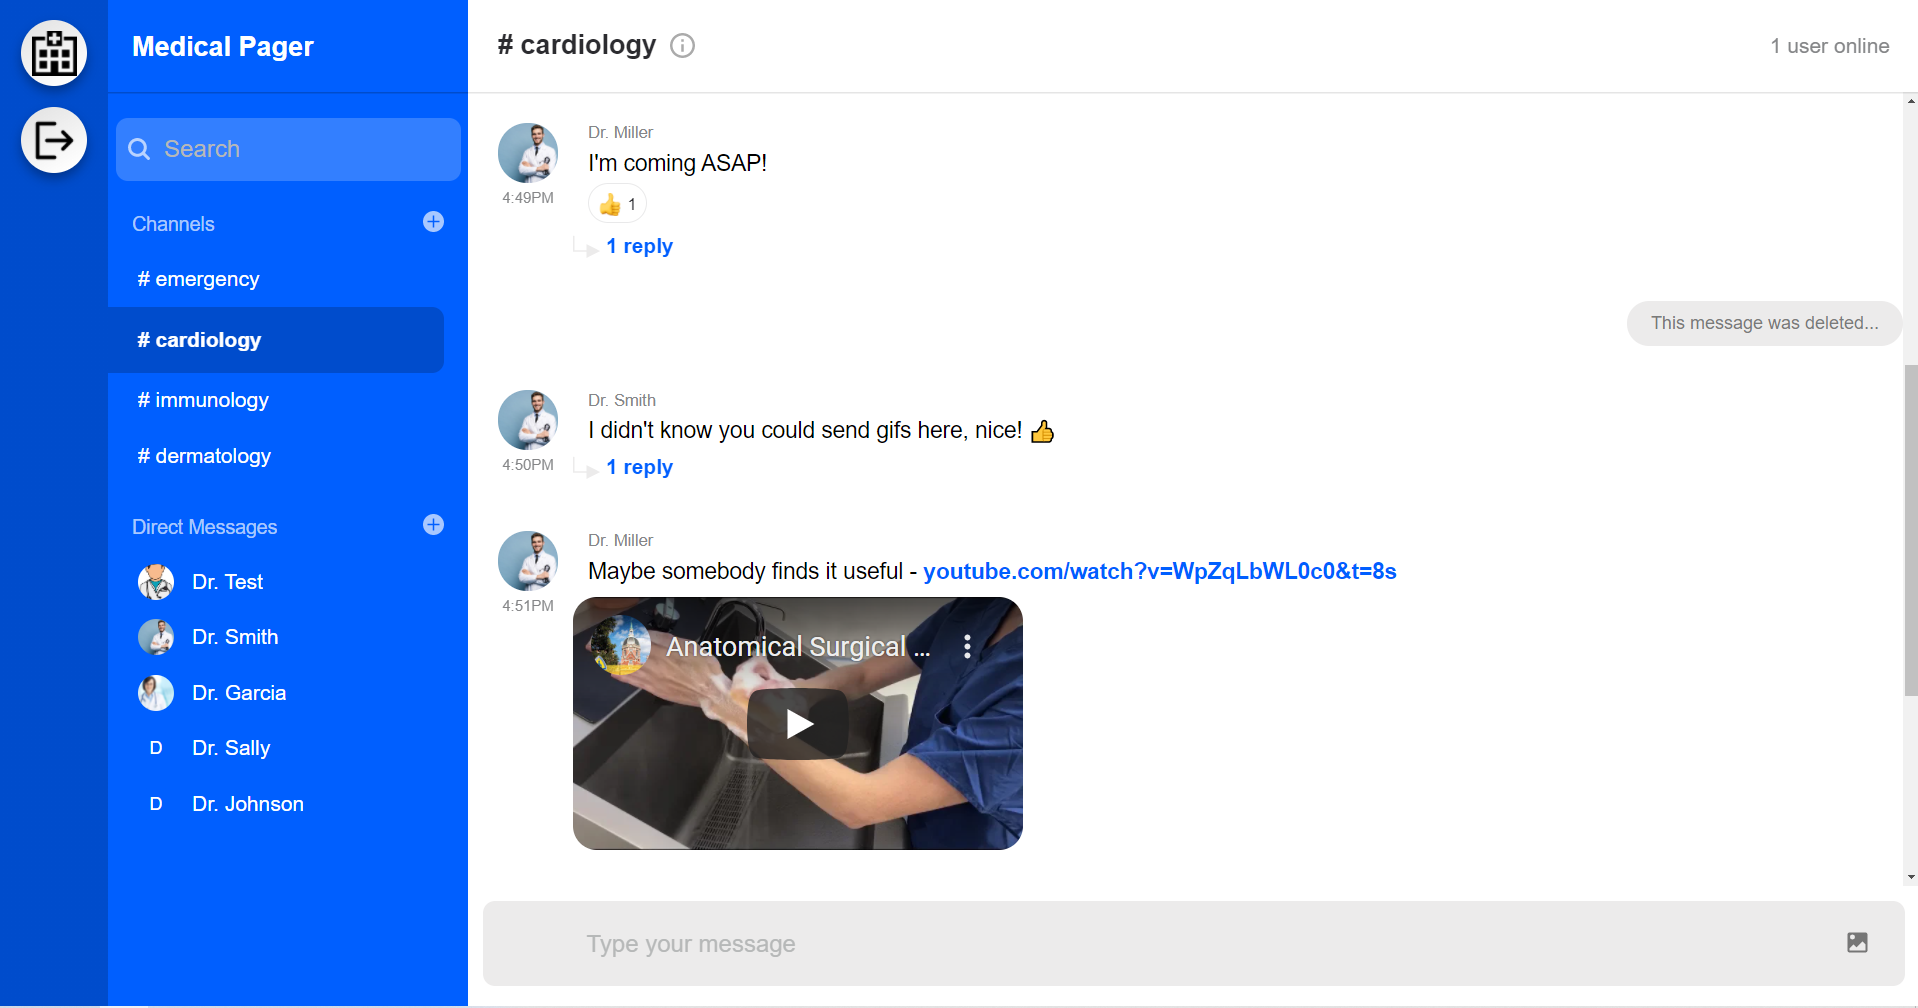 Medical Pager
Search
Channels
# emergency
# cardiology
# immunology
# dermatology
Direct Messages
Dr. Test
Dr. Smith
Dr. Garcia
D Dr. Sally
D Dr. Johnson
# cardiology
1 user online
Dr. Miller
I'm coming ASAP!
4:49PM
👍 1
1 reply
This message was deleted...
Dr. Smith
I didn't know you could send gifs here, nice! 👍
4:50PM
1 reply
Dr. Miller
Maybe somebody finds it useful - youtube.com/watch?v=WpZqLbWL0c0&t=8s
4:51PM
Anatomical Surgical ...
Type your message